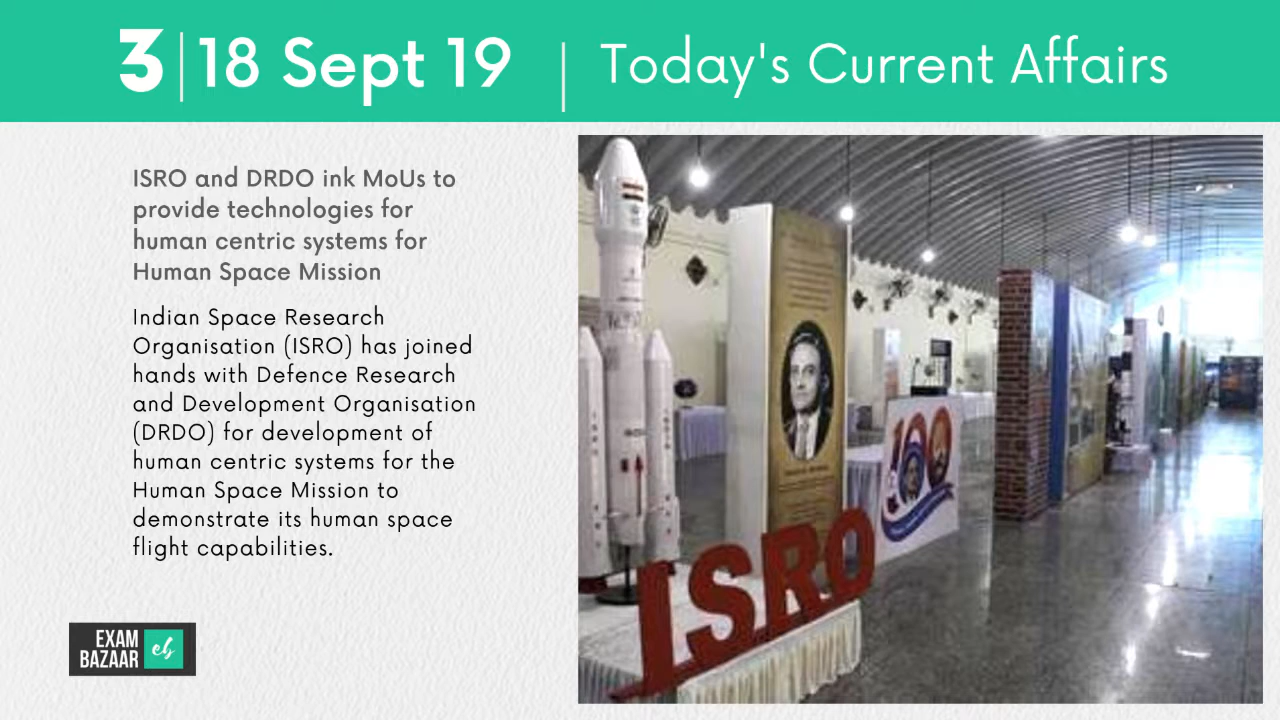 3 | 18 Sept 19 | Today's Current Affairs
ISRO and DRDO ink MoUs to
provide technologies for
human centric systems for
Human Space Mission
Indian Space Research
Organisation (ISRO) has joined
hands with Defence Research
and Development Organisation
(DRDO) for development of
human centric systems for the
Human Space Mission to
demonstrate its human space
flight capabilities.
EXAM
BAZAAR
eb
100
ISRO